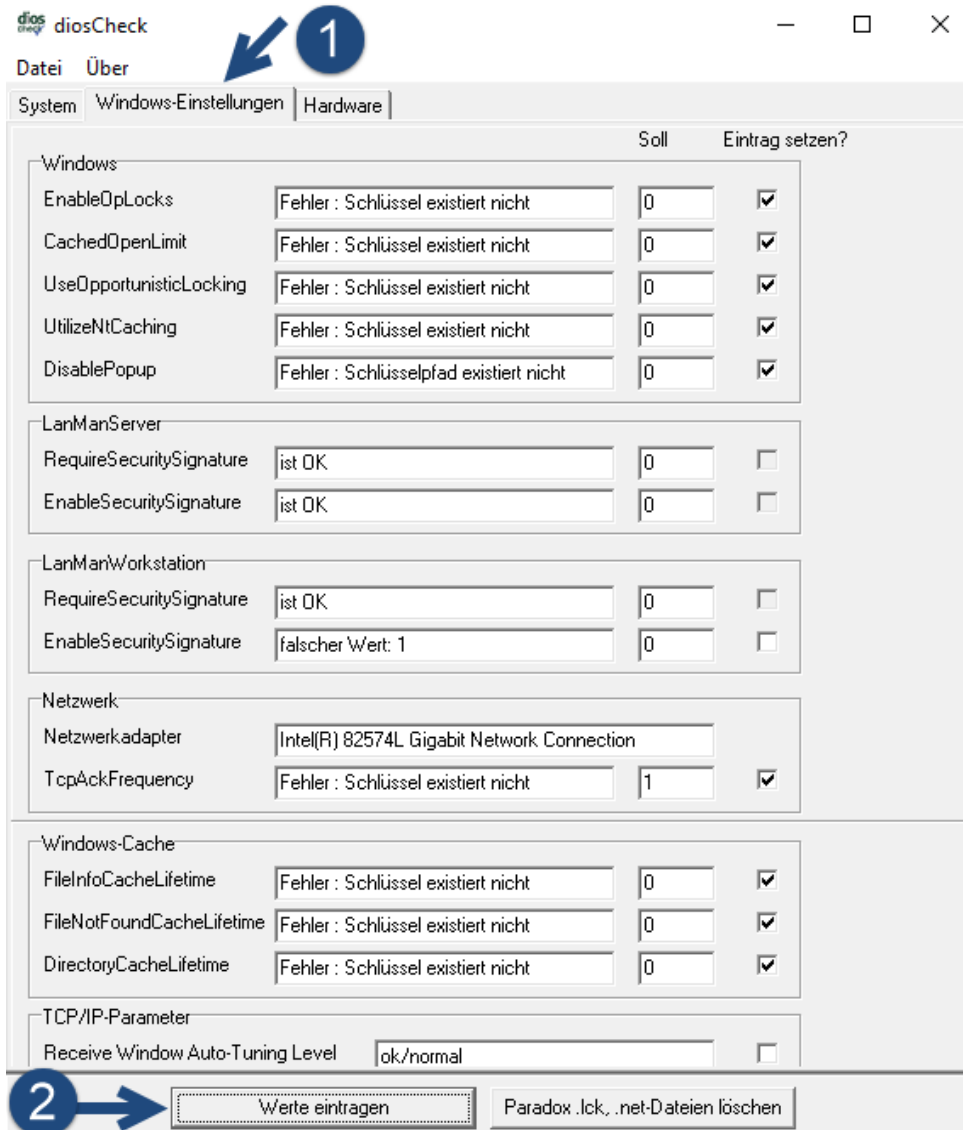 dios check diosCheck
1
Datei Über
System Windows-Einstellungen Hardware
Soll Eintrag setzen?
Windows
EnableOpLocks Fehler : Schlüssel existiert nicht 0
CachedOpenLimit Fehler : Schlüssel existiert nicht 0
UseOpportunisticLocking Fehler : Schlüssel existiert nicht 0
UtilizeNtCaching Fehler : Schlüssel existiert nicht 0
DisablePopup Fehler : Schlüsselpfad existiert nicht 0
LanManServer
RequireSecuritySignature ist OK 0
EnableSecuritySignature ist OK 0
LanManWorkstation
RequireSecuritySignature ist OK 0
EnableSecuritySignature falscher Wert: 1 0
Netzwerk
Netzwerkadapter Intel(R) 82574L Gigabit Network Connection
TcpAckFrequency Fehler : Schlüssel existiert nicht 1
Windows-Cache
FileInfoCacheLifetime Fehler : Schlüssel existiert nicht 0
FileNotFoundCacheLifetime Fehler : Schlüssel existiert nicht 0
DirectoryCacheLifetime Fehler : Schlüssel existiert nicht 0
TCP/IP-Parameter
Receive Window Auto-Tuning Level ok/normal
2 Werte eintragen Paradox .lck, .net-Dateien löschen